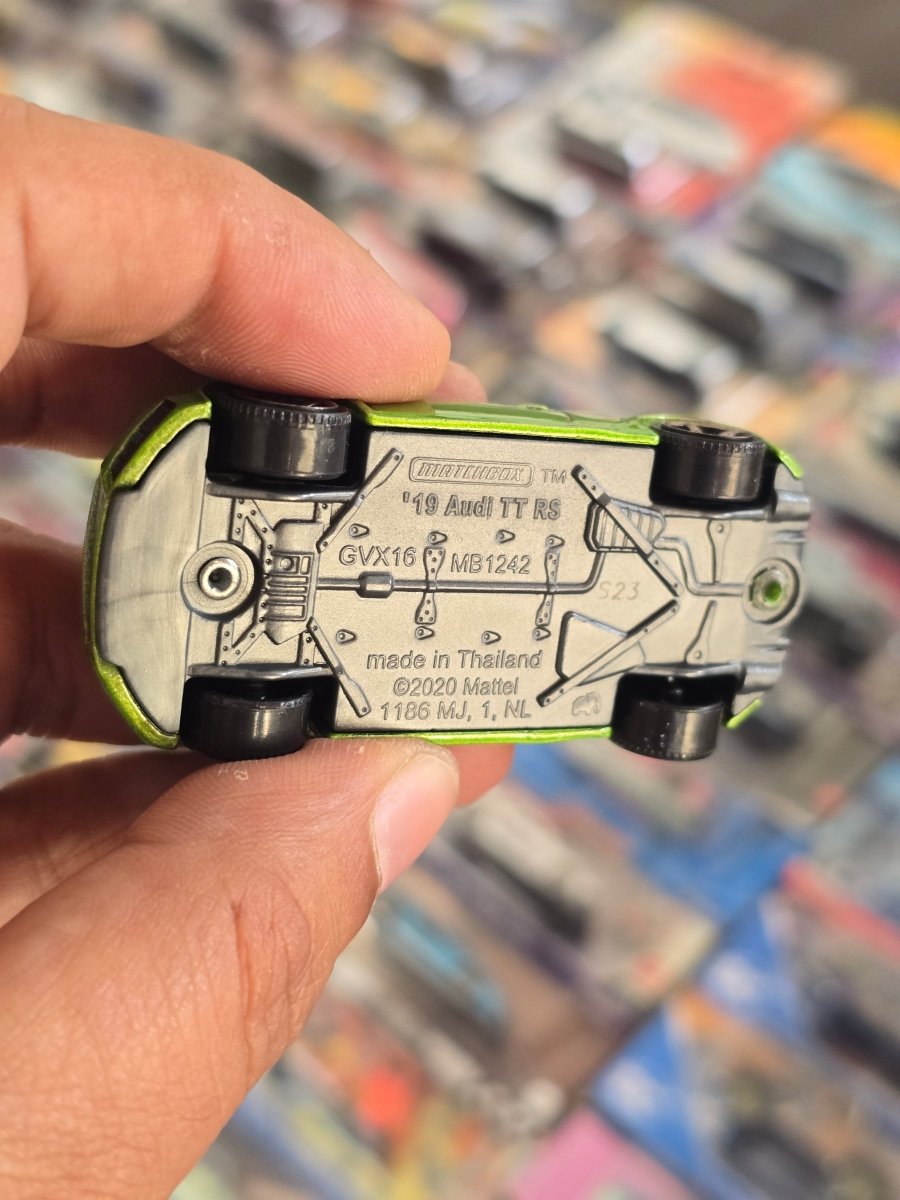 MATCHBOX TM
'19 Audi TT RS
GVX16 MB1242
S23
made in Thailand
©2020 Mattel
1186 MJ, 1, NL